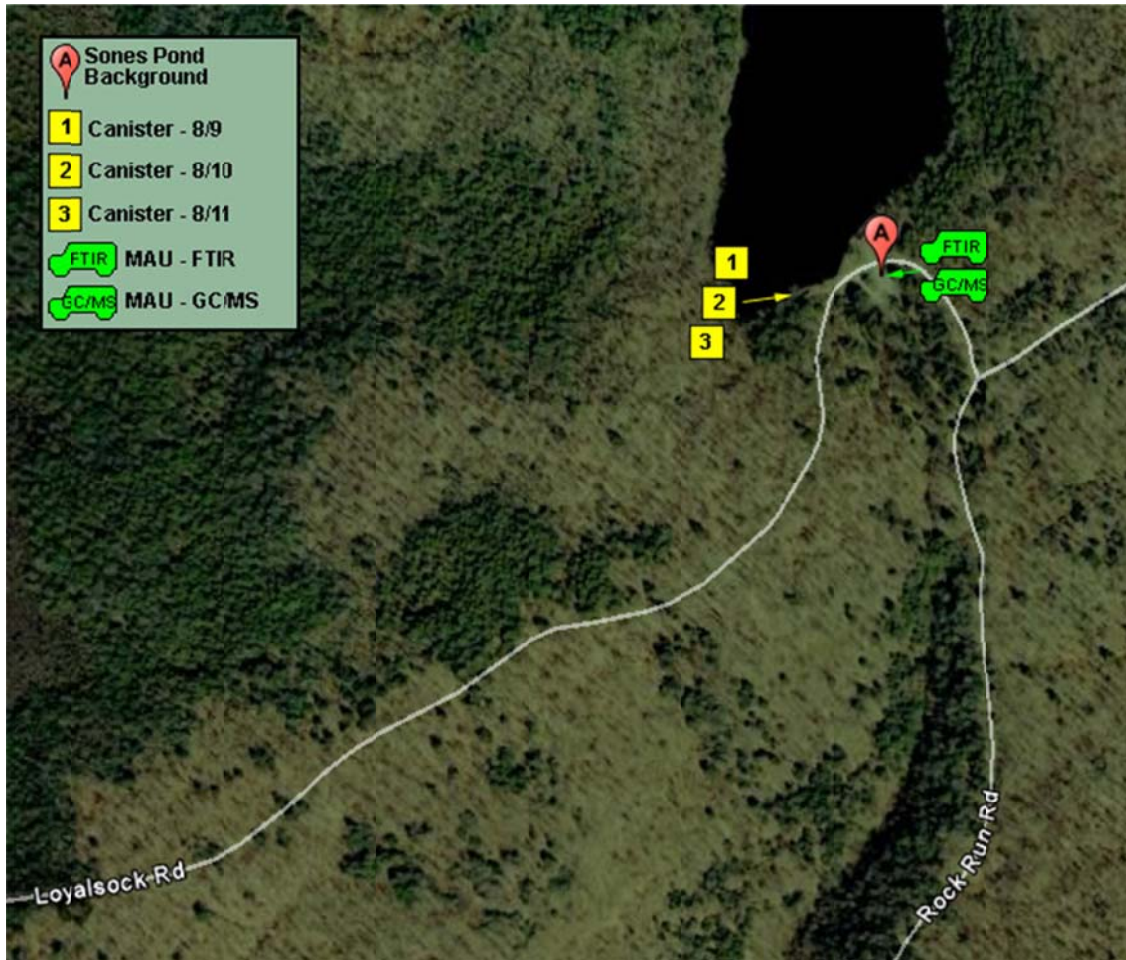 A Sones Pond
Background
1 Canister - 8/9
2 Canister - 8/10
3 Canister - 8/11
FTIR MAU - FTIR
GC/MS MAU - GC/MS
A
FTIR
GC/MS
1
2
3
Loyalsock Rd
Rock Run Rd